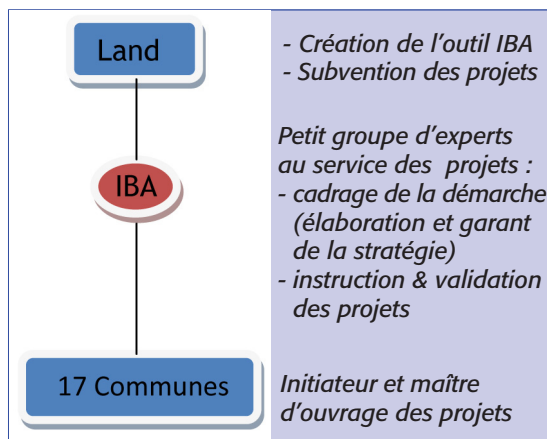 Land
- Création de l'outil IBA
- Subvention des projets
IBA
Petit groupe d'experts
au service des projets :
- cadrage de la démarche
(élaboration et garant
de la stratégie)
- instruction & validation
des projets
17 Communes
Initiateur et maître
d'ouvrage des projets